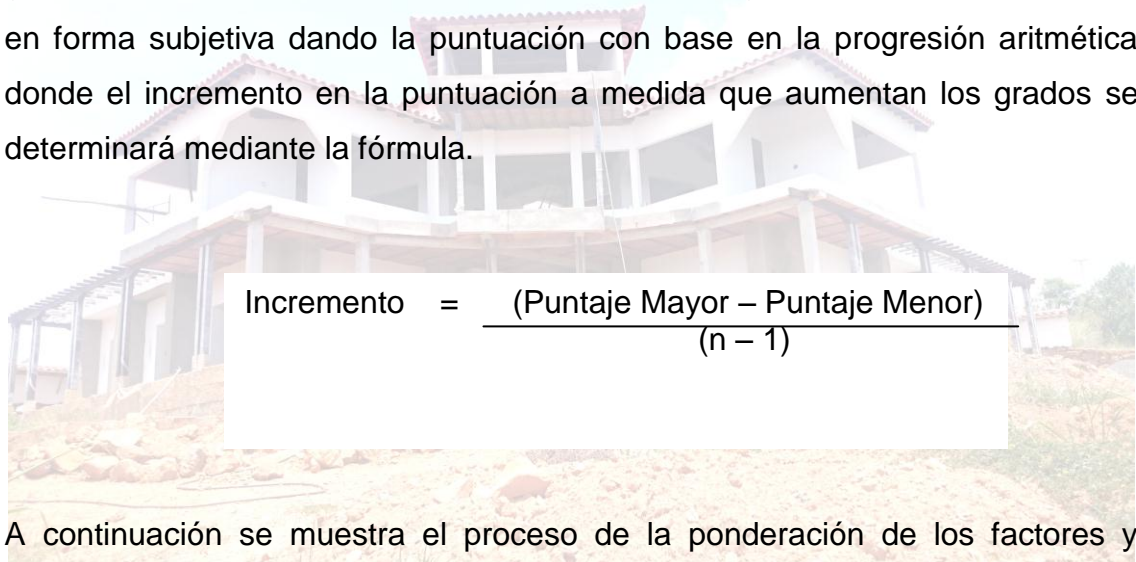 en forma subjetiva dando la puntuación con base en la progresión aritmética
donde el incremento en la puntuación a medida que aumentan los grados se
determinará mediante la fórmula.
Incremento = (Puntaje Mayor – Puntaje Menor)
(n – 1)
A continuación se muestra el proceso de la ponderación de los factores y